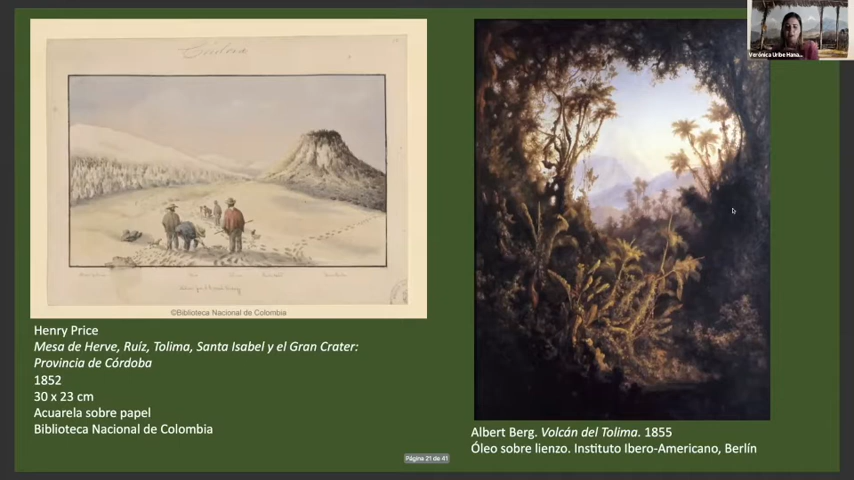 Córdova
©Biblioteca Nacional de Colombia
Henry Price
Mesa de Herve, Ruíz, Tolima, Santa Isabel y el Gran Crater:
Provincia de Córdoba
1852
30 x 23 cm
Acuarela sobre papel
Biblioteca Nacional de Colombia
Verónica Uribe Hana...
Albert Berg. Volcán del Tolima. 1855
Óleo sobre lienzo. Instituto Ibero-Americano, Berlín
Página 21 de 41